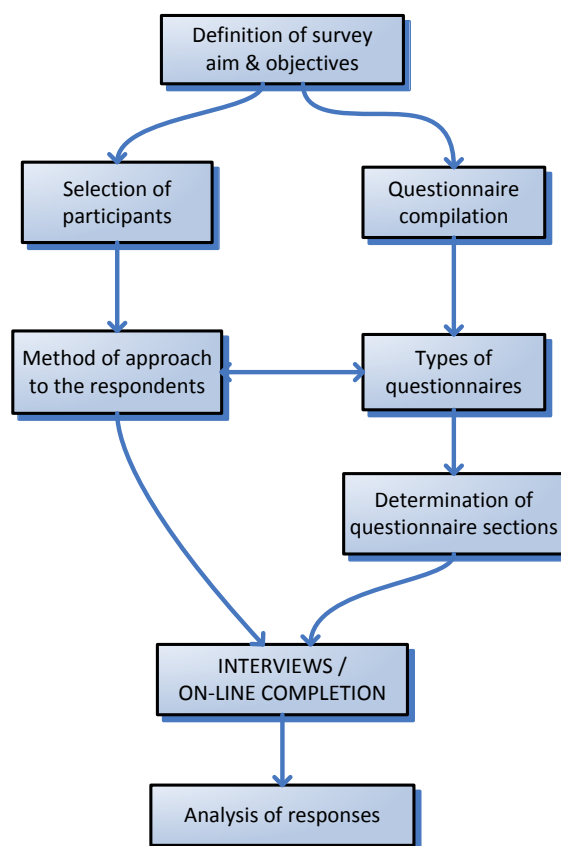 Definition of survey
aim & objectives
Selection of
participants
Questionnaire
compilation
Method of approach
to the respondents
Types of
questionnaires
Determination of
questionnaire sections
INTERVIEWS /
ON-LINE COMPLETION
Analysis of responses